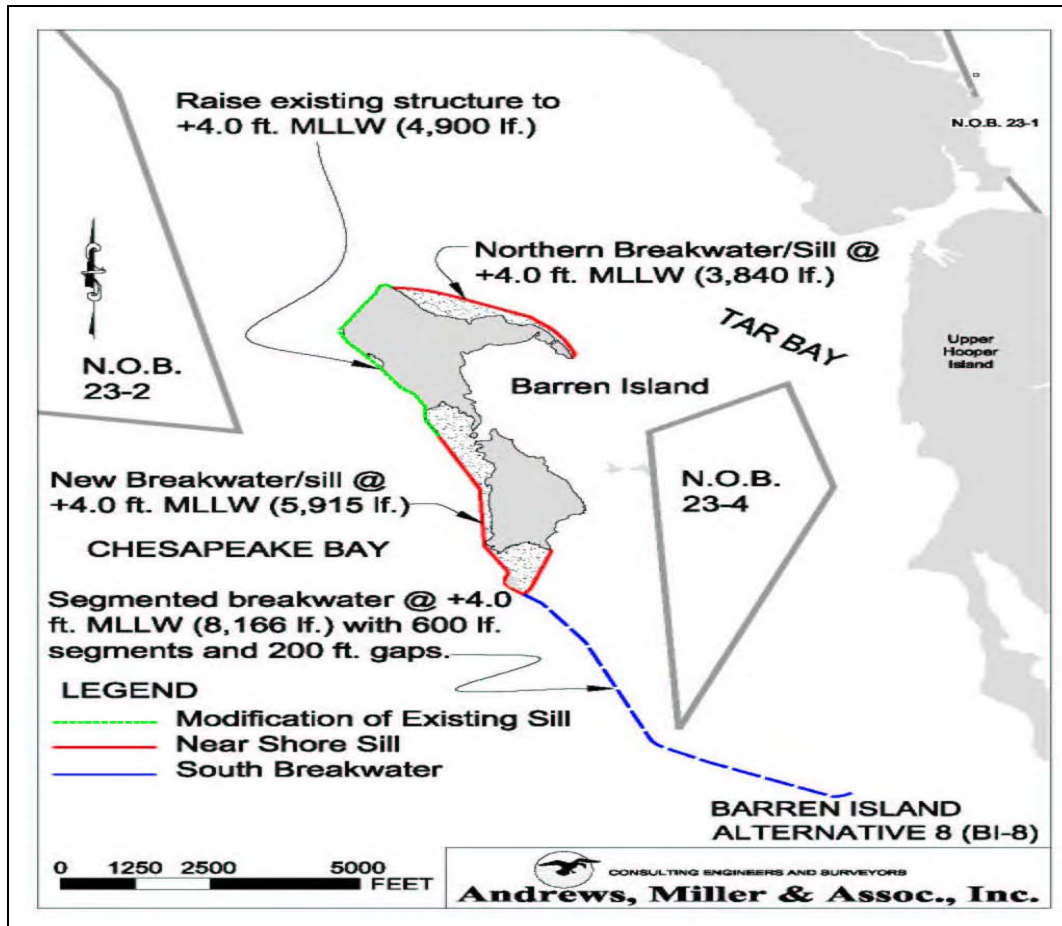 Raise existing structure to
+4.0 ft. MLLW (4,900 lf.)
N.O.B. 23-1
Northern Breakwater/Sill @
+4.0 ft. MLLW (3,840 lf.)
TAR BAY
Upper
Hooper
Island
N.O.B.
23-2
Barren Island
N.O.B.
23-4
New Breakwater/sill @
+4.0 ft. MLLW (5,915 lf.)
CHESAPEAKE BAY
Segmented breakwater @ +4.0
ft. MLLW (8,166 lf.) with 600 lf.
segments and 200 ft. gaps.
LEGEND
Modification of Existing Sill
Near Shore Sill
South Breakwater
BARREN ISLAND
ALTERNATIVE 8 (BI-8)
0 1250 2500 5000
FEET
CONSULTING ENGINEERS AND SURVEYORS
Andrews, Miller & Assoc., Inc.